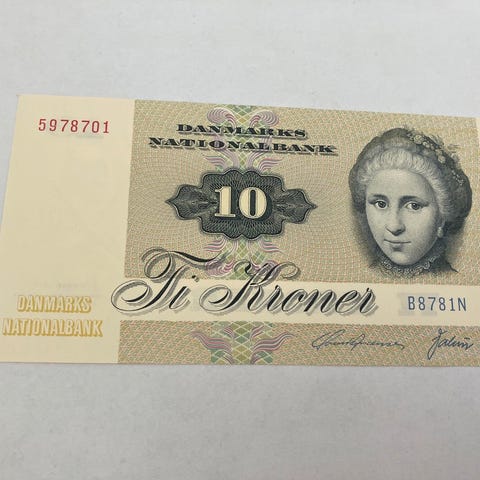 5978701
DANMARKS
NATIONALBANK
10
Ti Kroner
B8781N
DANMARKS
NATIONALBANK